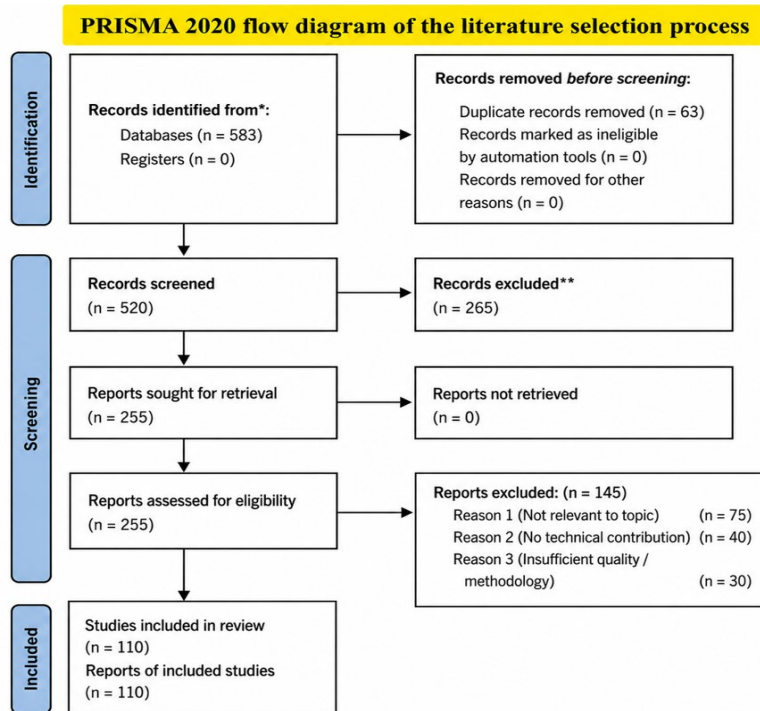 PRISMA 2020 flow diagram of the literature selection process
Identification
Records identified from*:
Databases (n = 583)
Registers (n = 0)
Records removed before screening:
Duplicate records removed (n = 63)
Records marked as ineligible
by automation tools (n = 0)
Records removed for other
reasons (n = 0)
Screening
Records screened
(n = 520)
Records excluded**
(n = 265)
Reports sought for retrieval
(n = 255)
Reports not retrieved
(n = 0)
Reports assessed for eligibility
(n = 255)
Reports excluded: (n = 145)
Reason 1 (Not relevant to topic) (n = 75)
Reason 2 (No technical contribution) (n = 40)
Reason 3 (Insufficient quality /
methodology) (n = 30)
Included
Studies included in review
(n = 110)
Reports of included studies
(n = 110)